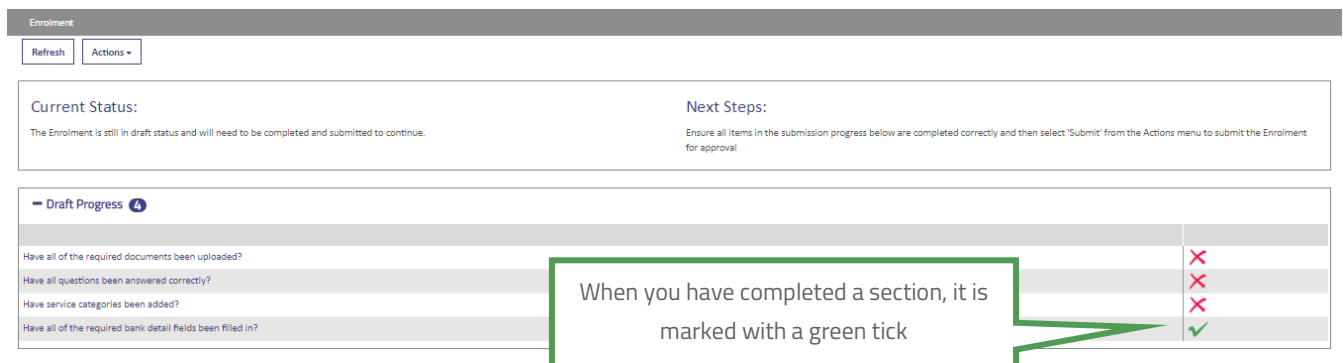 Enrolment
Refresh Actions
Current Status:
The Enrolment is still in draft status and will need to be completed and submitted to continue.
Next Steps:
Ensure all items in the submission progress below are completed correctly and then select 'Submit' from the Actions menu to submit the Enrolment
for approval
Draft Progress 4
Have all of the required documents been uploaded?
Have all questions been answered correctly?
Have service categories been added?
Have all of the required bank detail fields been filled in?
When you have completed a section, it is
marked with a green tick